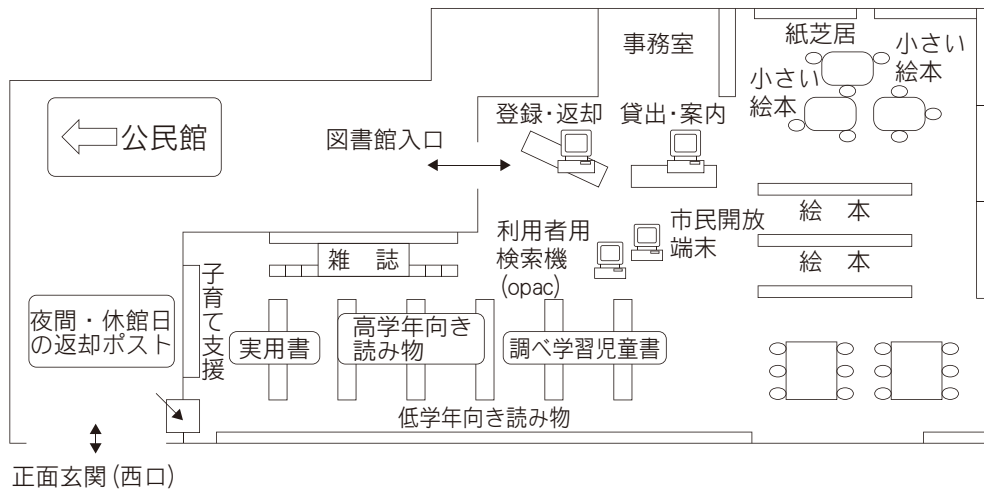 事務室
紙芝居
小さい
絵本
小さい
絵本
公民館
図書館入口
登録・返却
貸出・案内
絵 本
絵 本
利用者用
検索機
(opac)
市民開放
端末
雑 誌
子育て支援
夜間・休館日
の返却ポスト
実用書
高学年向き
読み物
調べ学習児童書
低学年向き読み物
正面玄関(西口)